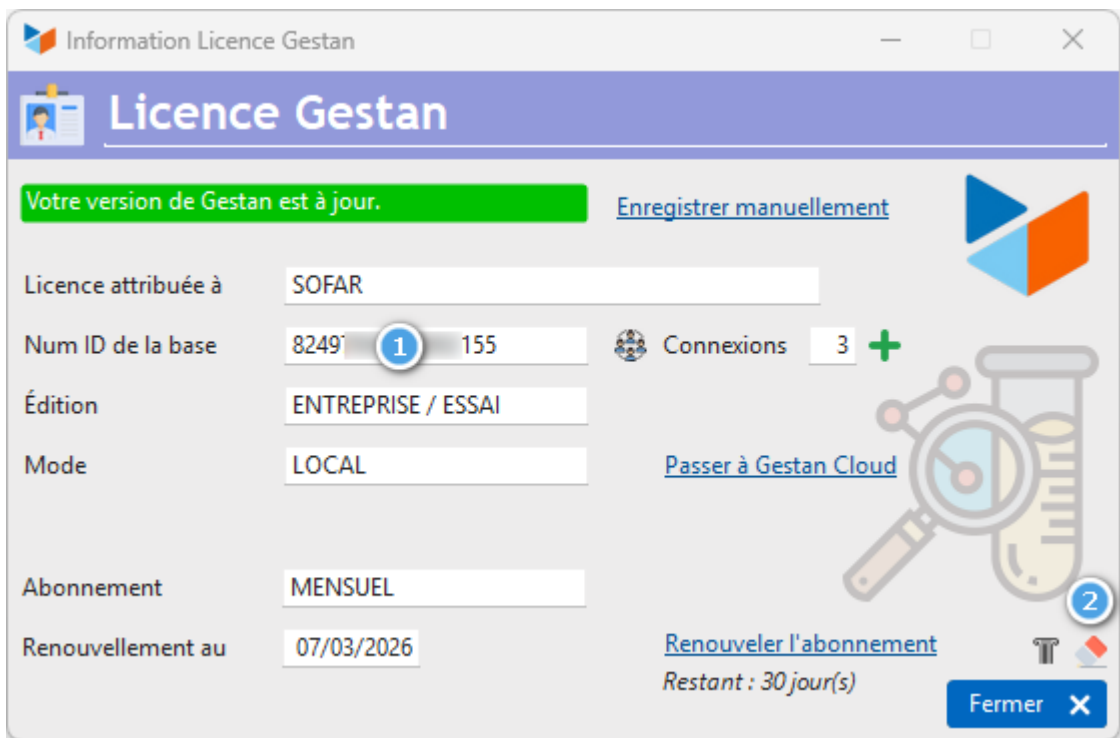 Information Licence Gestan
Licence Gestan
Votre version de Gestan est à jour.
Enregistrer manuellement
Licence attribuée à SOFAR
Num ID de la base 8249 1 155 Connexions 3
Édition ENTREPRISE / ESSAI
Mode LOCAL Passer à Gestan Cloud
Abonnement MENSUEL
2
Renouvellement au 07/03/2026 Renouveler l'abonnement
Restant : 30 jour(s)
Fermer